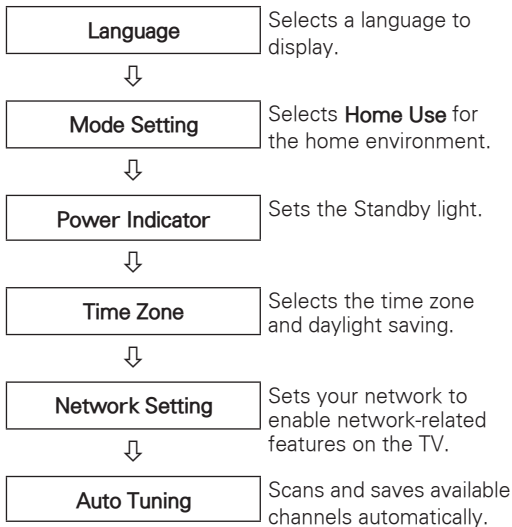 Language
Selects a language to
display.
Mode Setting
Selects Home Use for
the home environment.
Power Indicator
Sets the Standby light.
Time Zone
Selects the time zone
and daylight saving.
Network Setting
Sets your network to
enable network-related
features on the TV.
Auto Tuning
Scans and saves available
channels automatically.